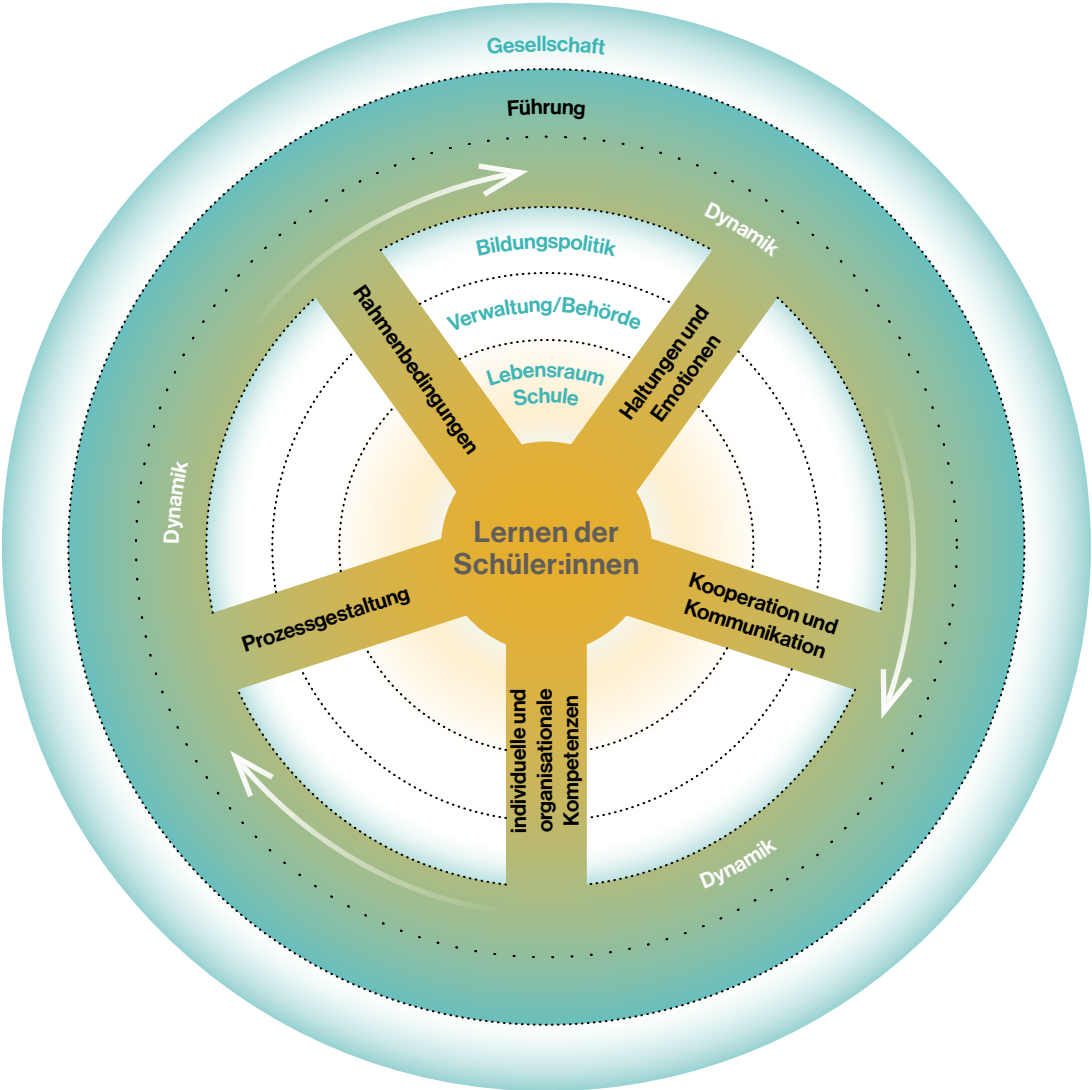 Gesellschaft
Führung
Dynamik
Bildungspolitik
Verwaltung/Behörde
Lebensraum
Schule
Rahmenbedingungen
Haltungen und
Emotionen
Dynamik
Lernen der
Schüler:innen
Prozessgestaltung
Kooperation und
Kommunikation
individuelle und
organisationale
Kompetenzen
Dynamik